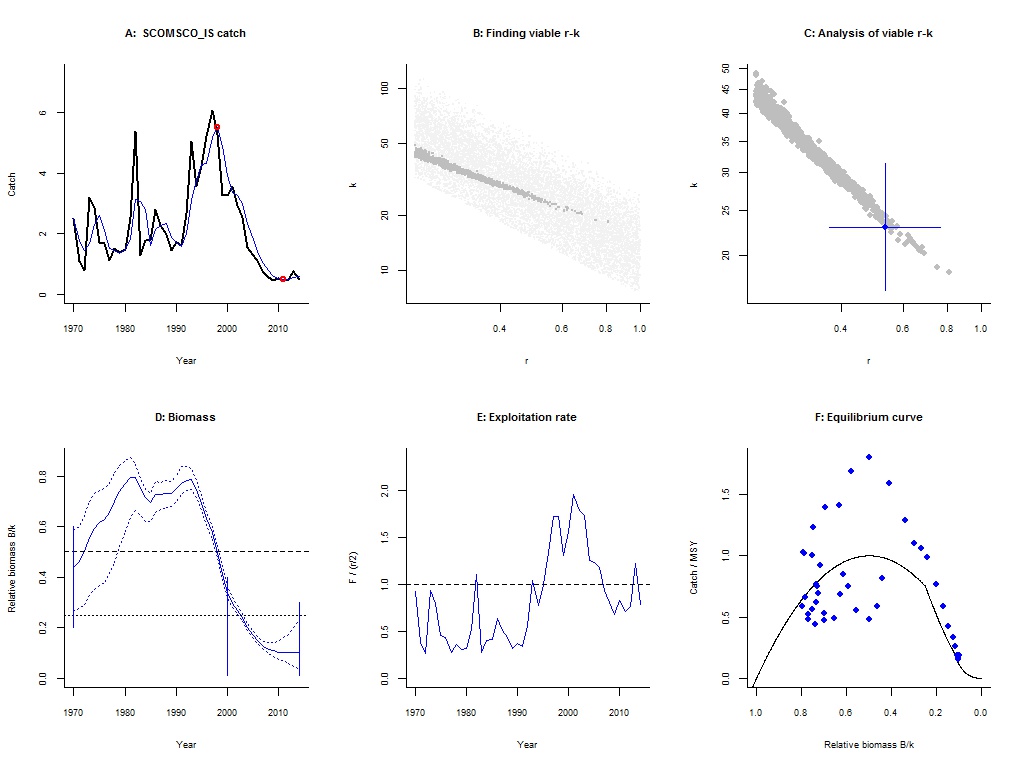 A:  SCOMSCO_IS catch
Catch
6
4
2
0
1970 1980 1990 2000 2010
Year
B: Finding viable r-k
k
100
50
20
10
0.4 0.6 0.8 1.0
r
C: Analysis of viable r-k
k
50
45
40
35
30
25
20
0.4 0.6 0.8 1.0
r
D: Biomass
Relative biomass B/k
0.8
0.6
0.4
0.2
0.0
1970 1980 1990 2000 2010
Year
E: Exploitation rate
F / (r/2)
2.0
1.5
1.0
0.5
0.0
1970 1980 1990 2000 2010
Year
F: Equilibrium curve
Catch / MSY
1.5
1.0
0.5
0.0
1.0 0.8 0.6 0.4 0.2 0.0
Relative biomass B/k